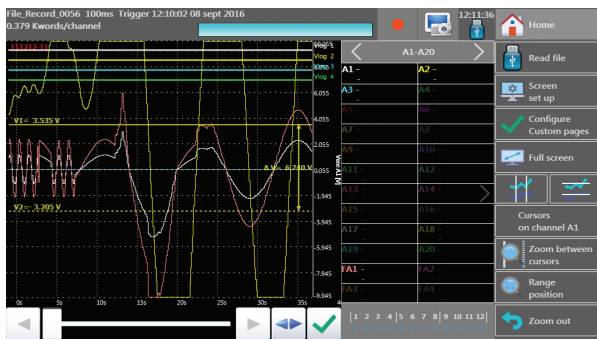 File_Record_0056 100ms Trigger 12:10:02 08 sept 2016
0.379 Kwords/channel
12:11:36
Home
Vlog 2
Vlog 3
Vlog 4
6.055
4.055
0.055
-1.945
-3.945
-5.945
-7.945
-9.945
V1= 3.535 V
Δ V= 6.740 V
V2=- 3.205 V
Voie:A1[V]
0s 5s 10s 15s 20s 25s 30s 35s 4
A1-A20
A1 - A2 -
A3 - A4 -
A5 - A6 -
A7 - A8 -
A9 - A10 -
A11 - A12 -
A13 - A14 -
A15 - A16 -
A17 - A18 -
A19 - A20 -
FA1 - FA2 -
FA3 - FA4 -
1 2 3 4 5 6 7 8 9 10 11 12
Read file
Screen
set up
Configure
Custom pages
Full screen
Cursors
on channel A1
Zoom between
cursors
Range
position
Zoom out